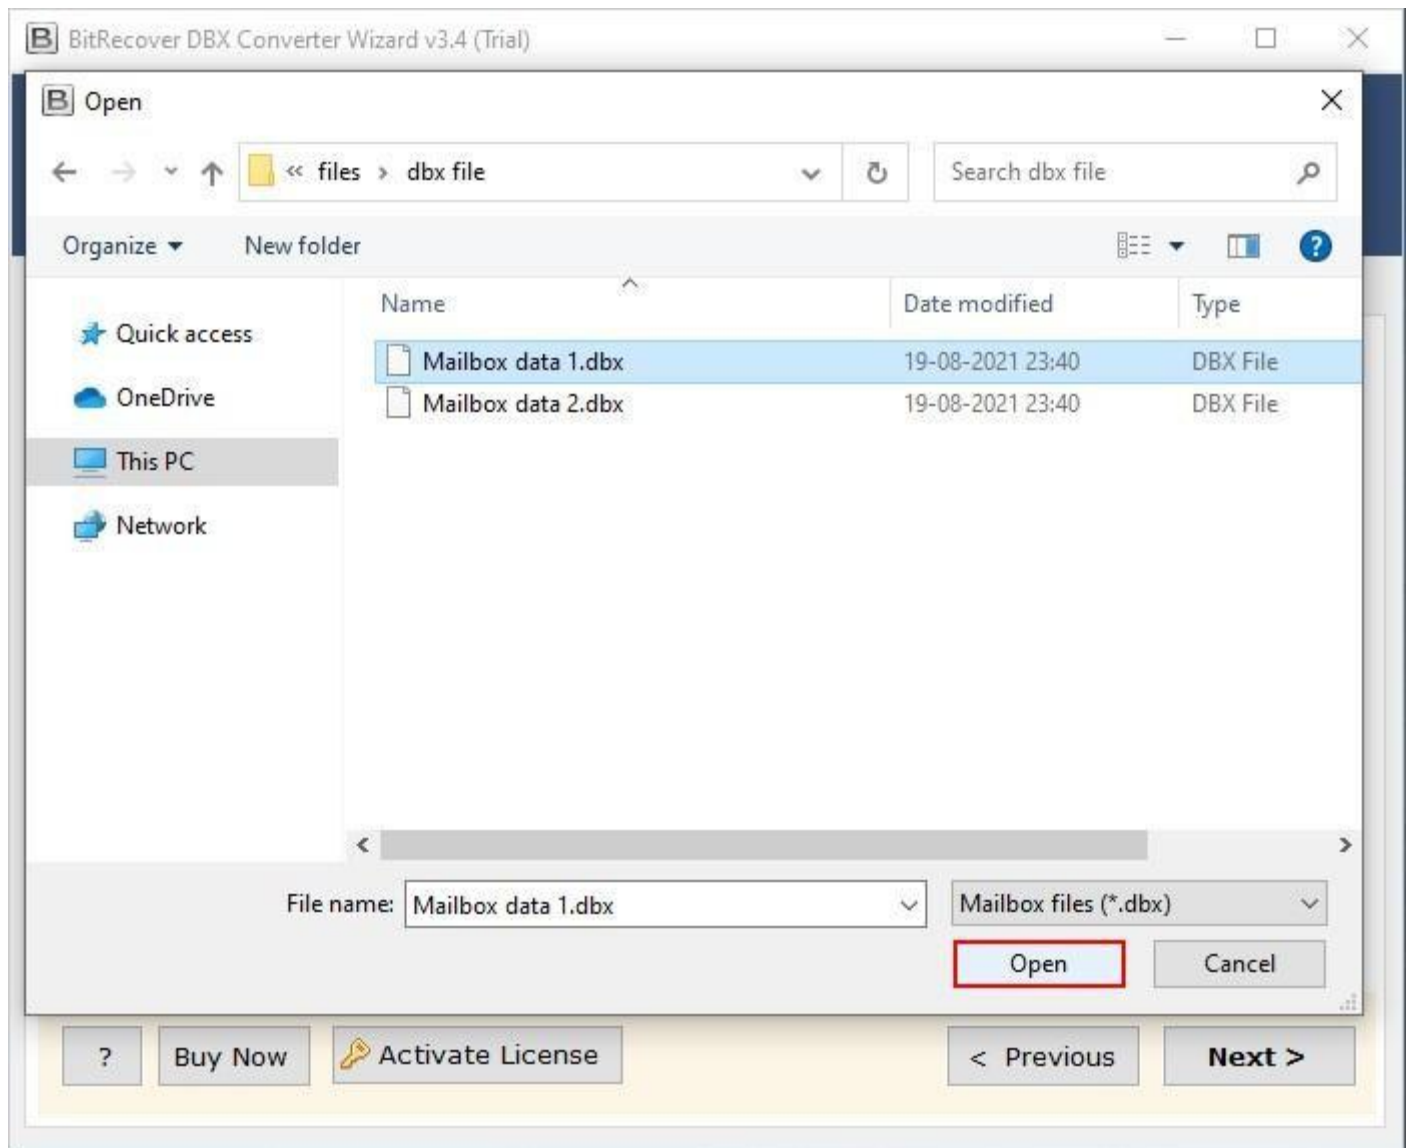 B BitRecover DBX Converter Wizard v3.4 (Trial)
B Open
« files > dbx file
Search dbx file
Organize
New folder
?
Name
Date modified
Type
Quick access
OneDrive
This PC
Network
Mailbox data 1.dbx 19-08-2021 23:40 DBX File
Mailbox data 2.dbx 19-08-2021 23:40 DBX File
File name: Mailbox data 1.dbx
Mailbox files (*.dbx)
Open
Cancel
?
Buy Now
Activate License
< Previous
Next >